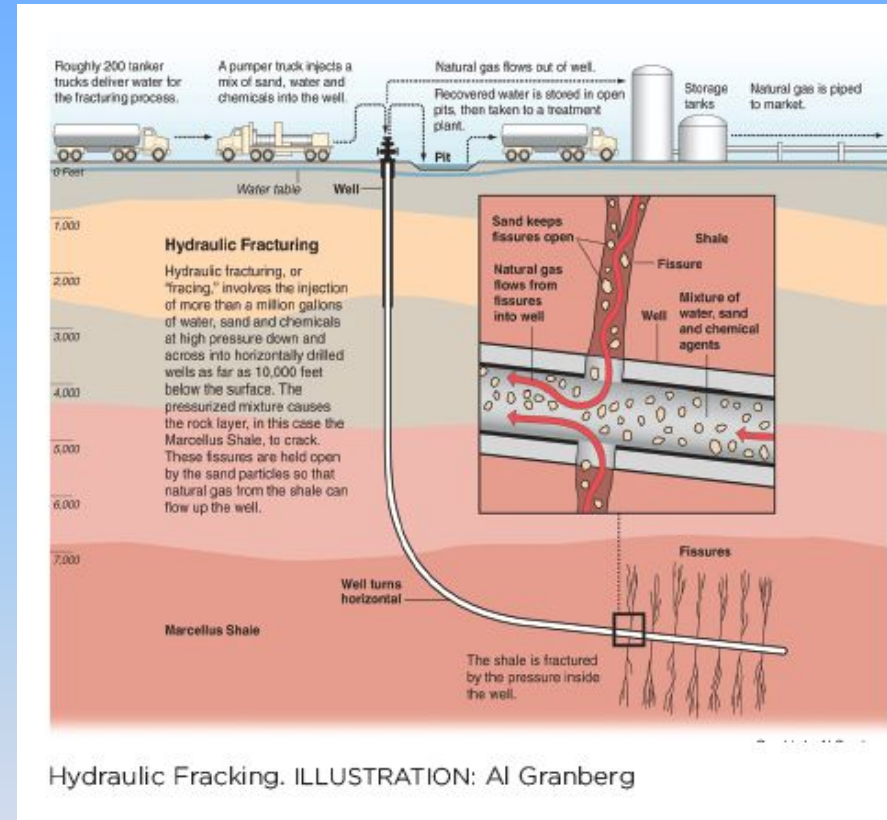 Roughly 200 tanker
trucks deliver water for
the fracturing process.
A pumper truck injects a
mix of sand, water and
chemicals into the well.
Natural gas flows out of well.
Recovered water is stored in open
pits, then taken to a treatment
plant.
Storage
tanks
Natural gas is piped
to market.
Pit
0 Feet
Water table
Well
1,000
2,000
3,000
4,000
5,000
6,000
7,000
Hydraulic Fracturing
Hydraulic fracturing, or
"fracing," involves the injection
of more than a million gallons
of water, sand and chemicals
at high pressure down and
across into horizontally drilled
wells as far as 10,000 feet
below the surface. The
pressurized mixture causes
the rock layer, in this case the
Marcellus Shale, to crack.
These fissures are held open
by the sand particles so that
natural gas from the shale can
flow up the well.
Sand keeps
fissures open
Shale
Fissure
Natural gas
flows from
fissures
into well
Well
Mixture of
water, sand
and chemical
agents
Fissures
Well turns
horizontal
Marcellus Shale
The shale is fractured
by the pressure inside
the well.
Hydraulic Fracking. ILLUSTRATION: Al Granberg